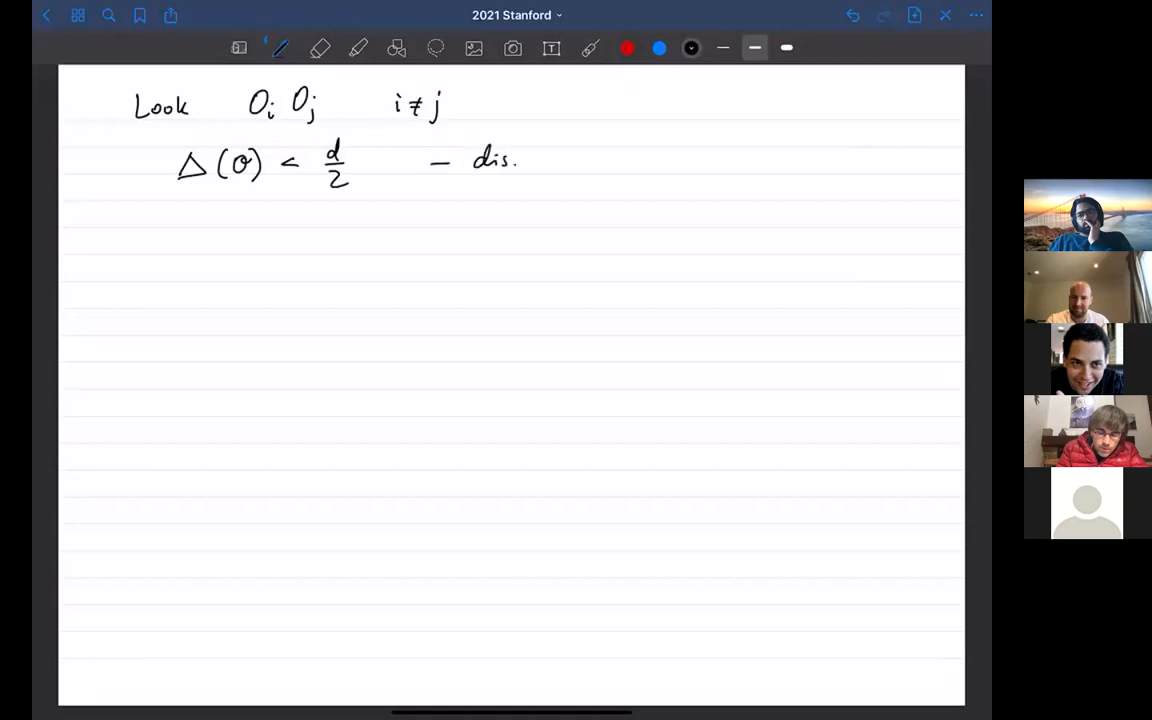 2021 Stanford
Look O_i O_j i ≠ j
Δ(O) < d/2 – dis.